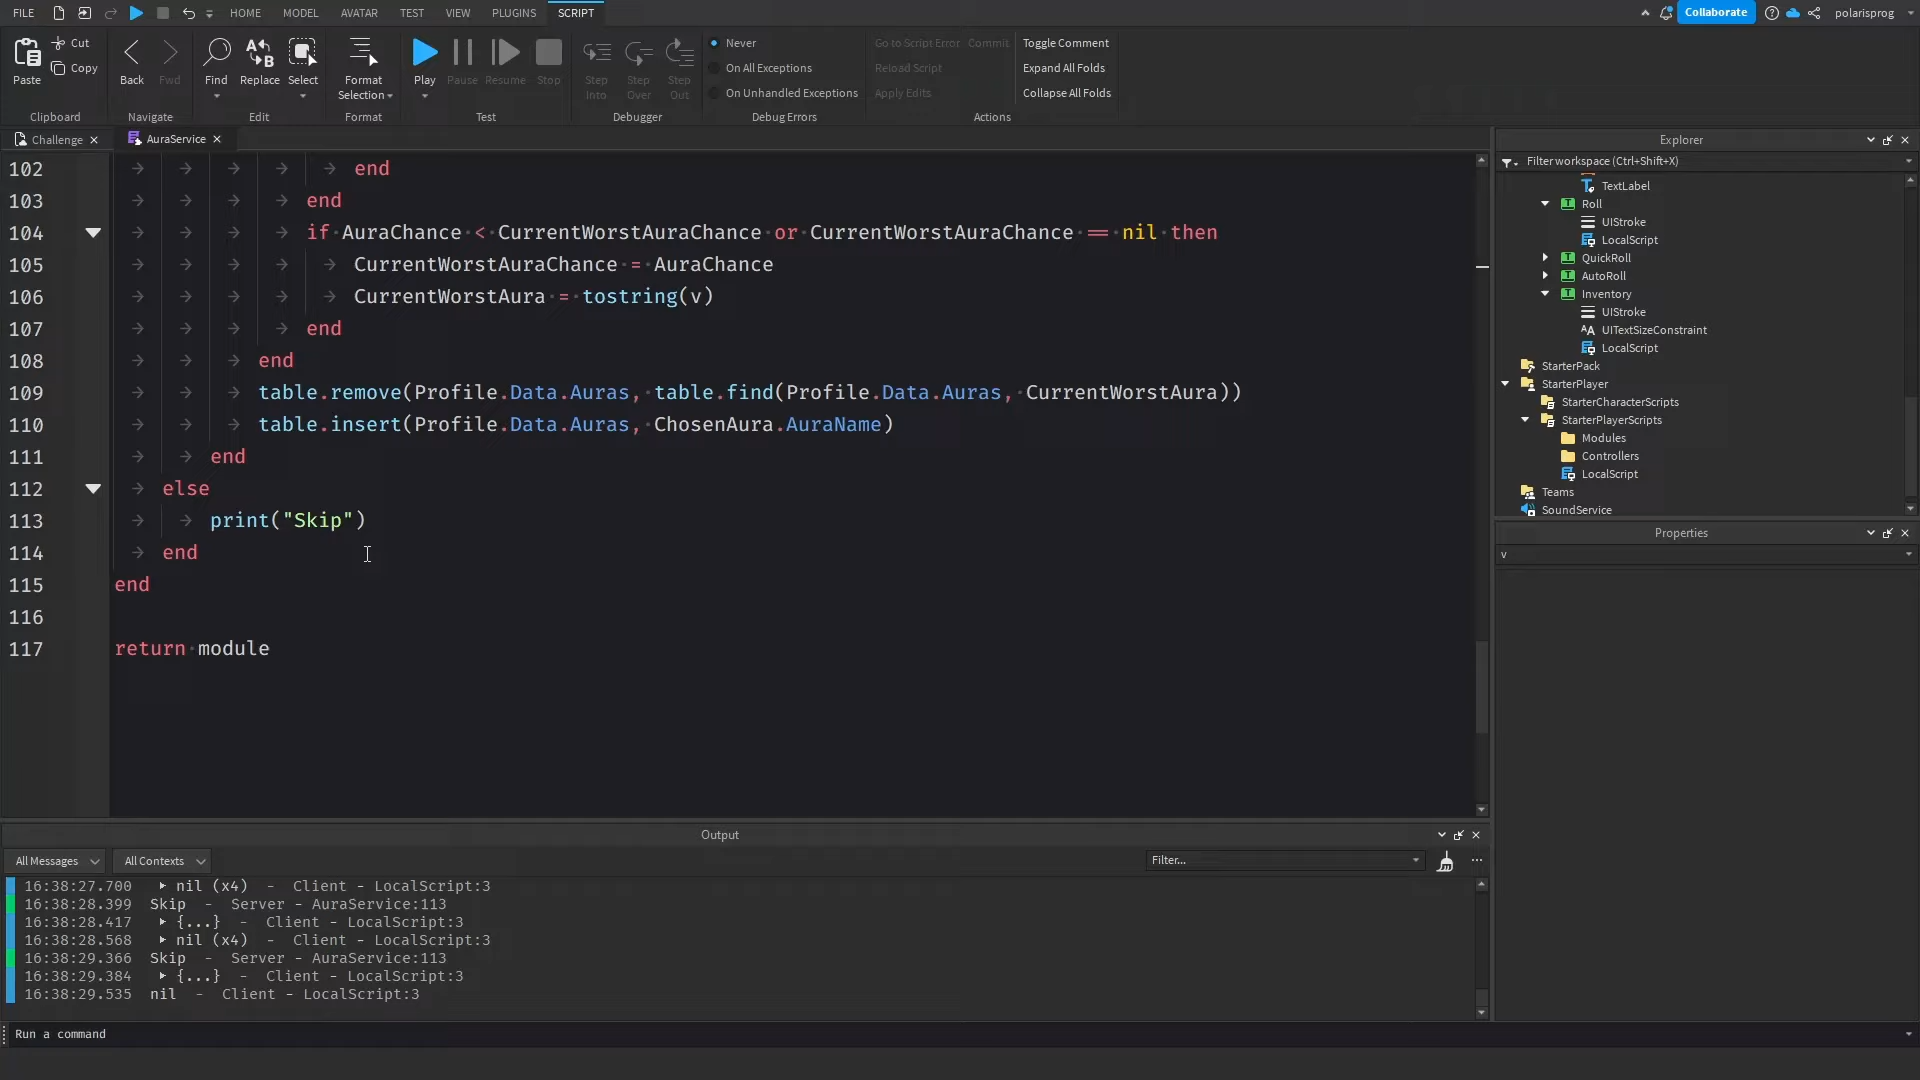 FILE HOME MODEL AVATAR TEST VIEW PLUGINS SCRIPT Collaborate polarisprog
Paste Cut Copy Back Fwd Find Replace Select Format Selection Play Pause Resume Stop Step Into Step Over Step Out
Never
On All Exceptions
On Unhandled Exceptions
Go to Script Error Commit
Reload Script
Apply Edits
Toggle Comment
Expand All Folds
Collapse All Folds
Clipboard Navigate Edit Format Test Debugger Debug Errors Actions
Challenge AuraService
102 end
103 end
104 if AuraChance < CurrentWorstAuraChance or CurrentWorstAuraChance == nil then
105 CurrentWorstAuraChance = AuraChance
106 CurrentWorstAura = tostring(v)
107 end
108 end
109 table.remove(Profile.Data.Auras, table.find(Profile.Data.Auras, CurrentWorstAura))
110 table.insert(Profile.Data.Auras, ChosenAura.AuraName)
111 end
112 else
113 print("Skip")
114 end
115 end
116
117 return module
Explorer
Filter workspace (Ctrl+Shift+X)
TextLabel
Roll
UIStroke
LocalScript
QuickRoll
AutoRoll
Inventory
UIStroke
UITextSizeConstraint
LocalScript
StarterPack
StarterPlayer
StarterCharacterScripts
StarterPlayerScripts
Modules
Controllers
LocalScript
Teams
SoundService
Properties
v
Output
All Messages All Contexts Filter...
16:38:27.700 nil (x4) - Client - LocalScript:3
16:38:28.399 Skip - Server - AuraService:113
16:38:28.417 {...} - Client - LocalScript:3
16:38:28.568 nil (x4) - Client - LocalScript:3
16:38:29.366 Skip - Server - AuraService:113
16:38:29.384 {...} - Client - LocalScript:3
16:38:29.535 nil - Client - LocalScript:3
Run a command